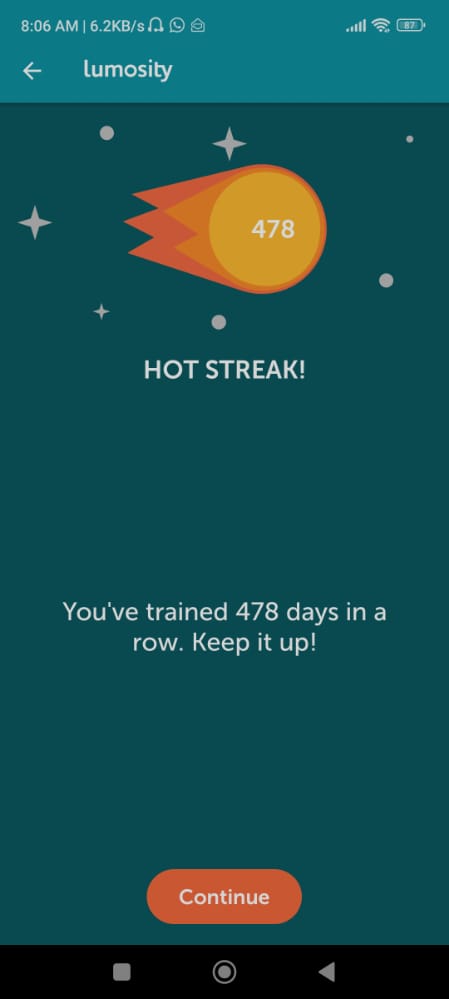 8:06 AM | 6.2KB/s 87
lumosity
478
HOT STREAK!
You've trained 478 days in a
row. Keep it up!
Continue